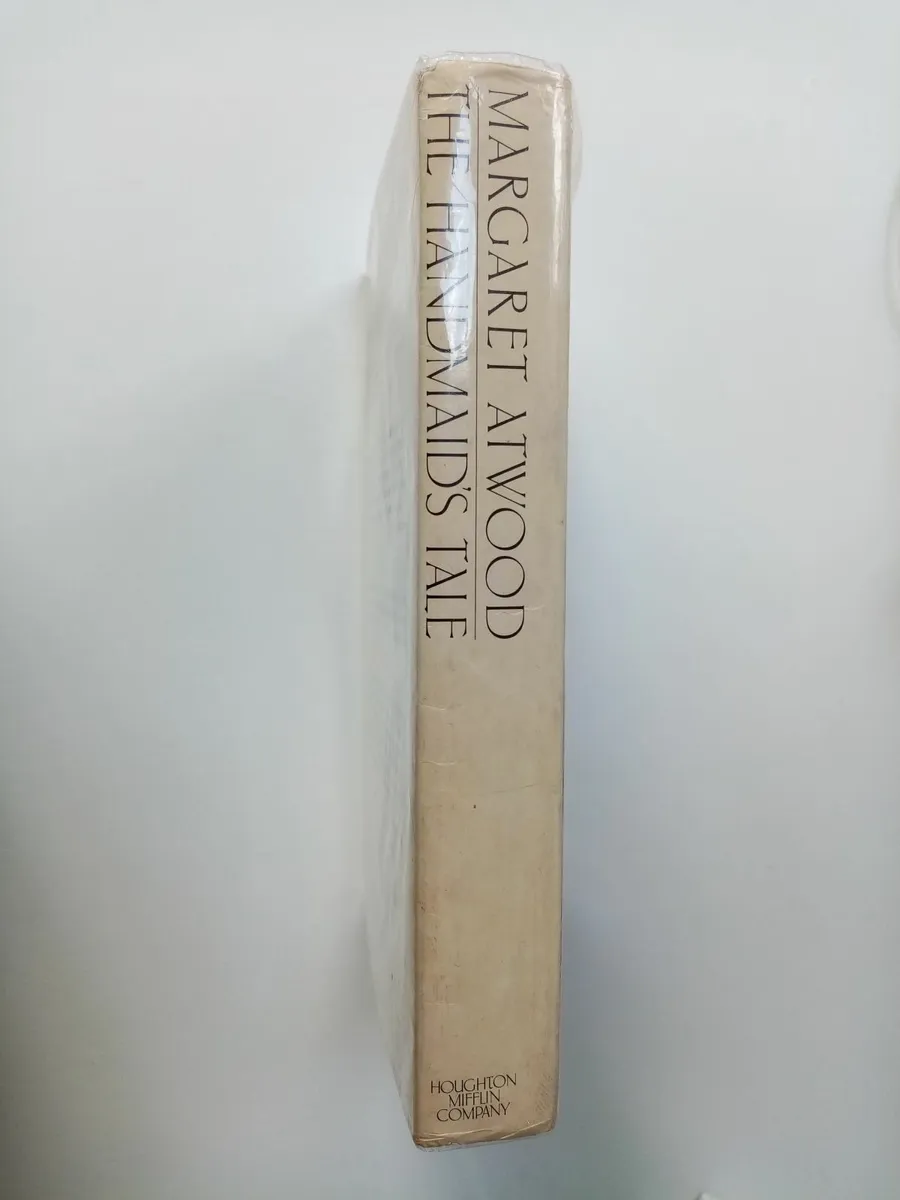 MARGARET ATWOOD
THE HANDMAID'S TALE
HOUGHTON
MIFFLIN
COMPANY